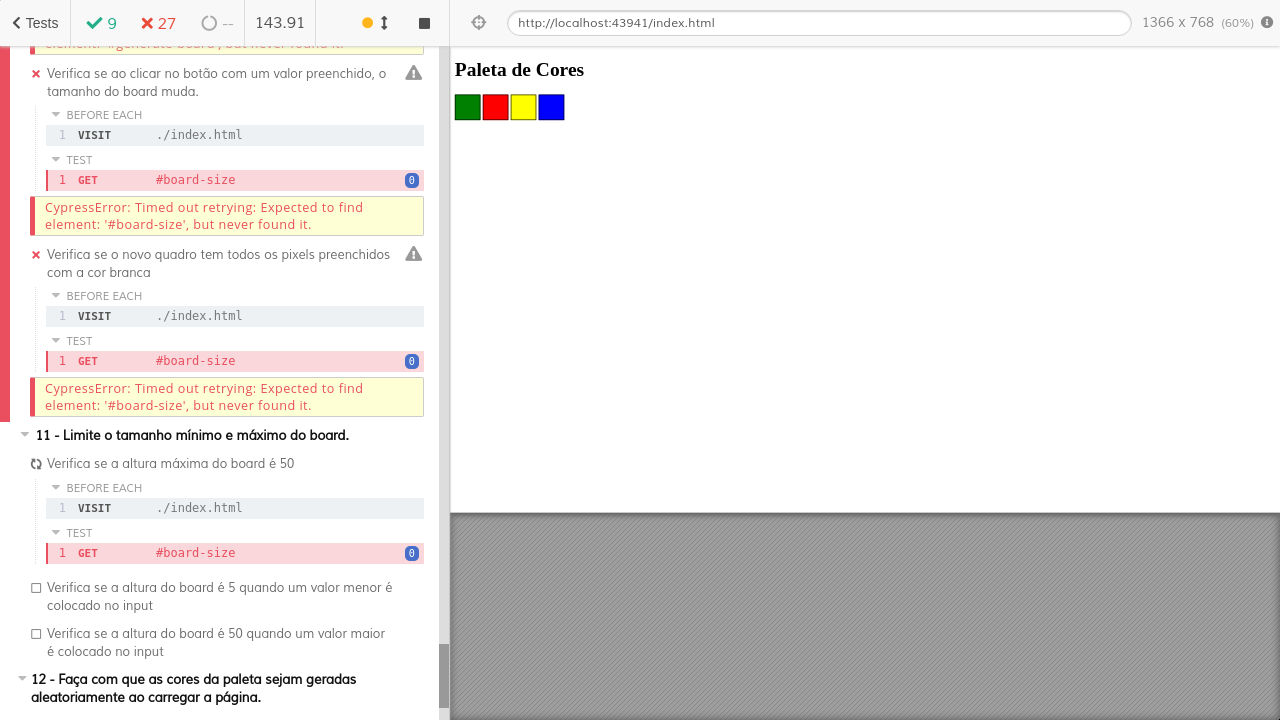 Tests 9 27 -- 143.91 http://localhost:43941/index.html 1366 x 768 (60%)
element: '#generate-board', but never found it.
Verifica se ao clicar no botão com um valor preenchido, o
tamanho do board muda.
BEFORE EACH
1 VISIT ./index.html
TEST
1 GET #board-size 0
CypressError: Timed out retrying: Expected to find
element: '#board-size', but never found it.
Verifica se o novo quadro tem todos os pixels preenchidos
com a cor branca
BEFORE EACH
1 VISIT ./index.html
TEST
1 GET #board-size 0
CypressError: Timed out retrying: Expected to find
element: '#board-size', but never found it.
11 - Limite o tamanho mínimo e máximo do board.
Verifica se a altura máxima do board é 50
BEFORE EACH
1 VISIT ./index.html
TEST
1 GET #board-size 0
Verifica se a altura do board é 5 quando um valor menor é
colocado no input
Verifica se a altura do board é 50 quando um valor maior
é colocado no input
12 - Faça com que as cores da paleta sejam geradas
aleatoriamente ao carregar a página.
Paleta de Cores